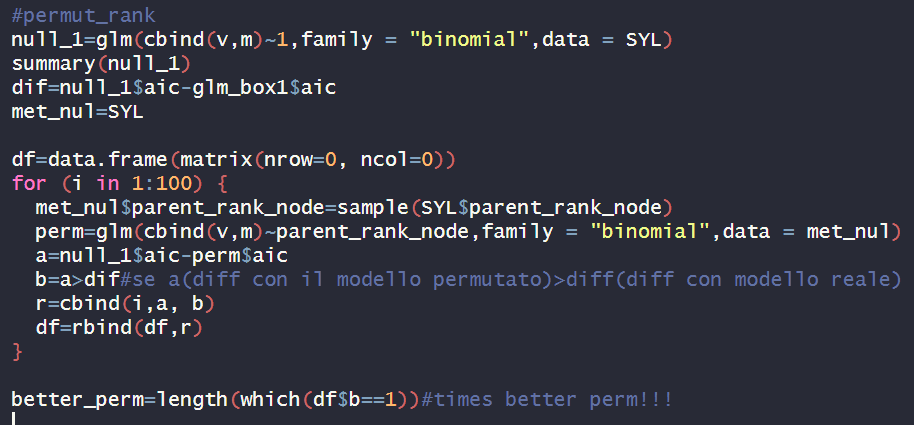 #permut_rank
null_1=glm(cbind(v,m)~1,family = "binomial",data = SYL)
summary(null_1)
dif=null_1$aic-glm_box1$aic
met_nul=SYL
df=data.frame(matrix(nrow=0, ncol=0))
for (i in 1:100) {
  met_nul$parent_rank_node=sample(SYL$parent_rank_node)
  perm=glm(cbind(v,m)~parent_rank_node,family = "binomial",data = met_nul)
  a=null_1$aic-perm$aic
  b=a>dif#se a(diff con il modello permutato)>diff(diff con modello reale)
  r=cbind(i,a, b)
  df=rbind(df,r)
}
better_perm=length(which(df$b==1))#times better perm!!!